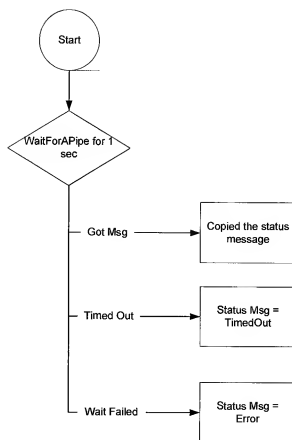 Start
WaitForAPipe for 1
sec
Got Msg
Copied the status
message
Timed Out
Status Msg =
TimedOut
Wait Failed
Status Msg =
Error